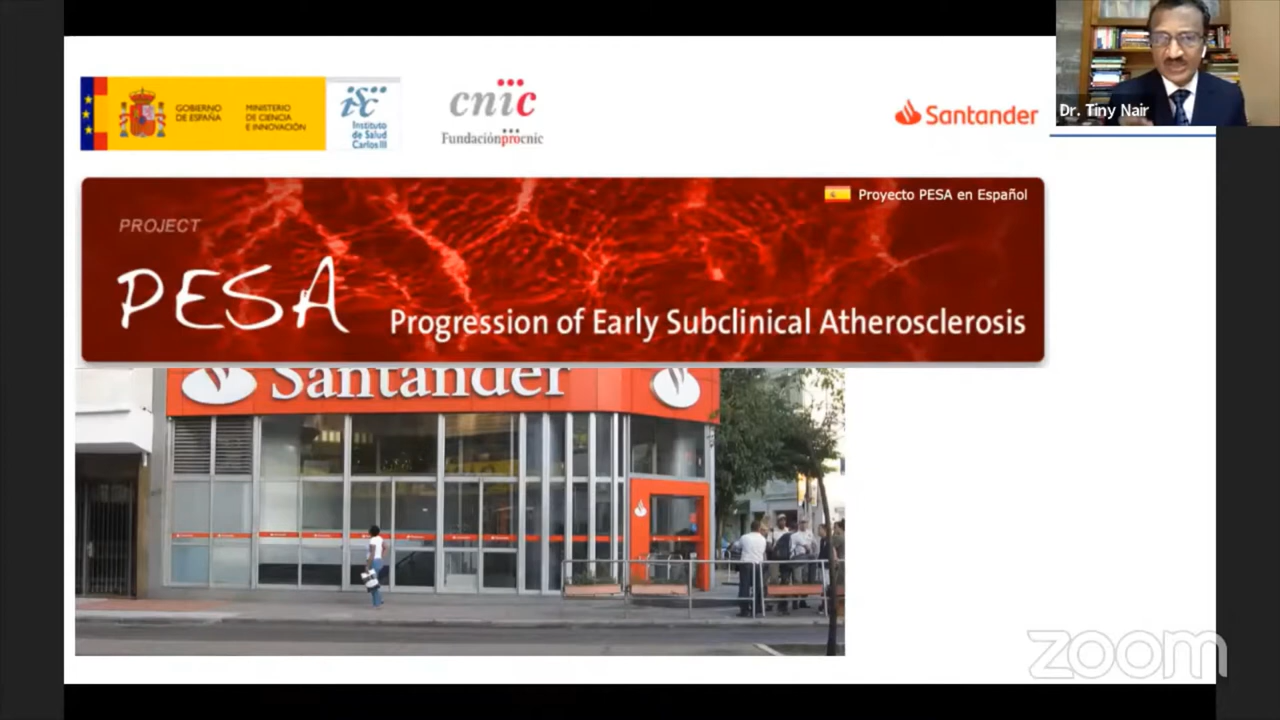 GOBIERNO
DE ESPAÑA
MINISTERIO
DE CIENCIA
E INNOVACIÓN
isc
Instituto
de Salud
Carlos III
cnic
Fundaciónprocnic
Santander
Dr. Tiny Nair
Proyecto PESA en Español
PROJECT
PESA
Progression of Early Subclinical Atherosclerosis
Santander
zoom